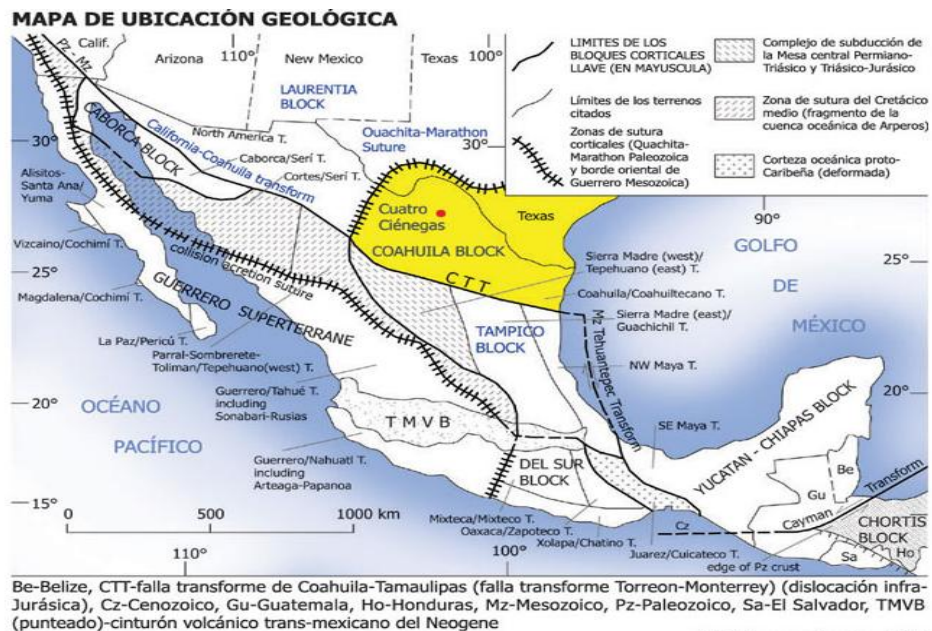 MAPA DE UBICACIÓN GEOLÓGICA
Calif.
Pz - Mz
110°
Arizona
New Mexico
Texas
100°
LIMITES DE LOS
BLOQUES CORTICALES
LLAVE (EN MAYUSCULA)
Límites de los terrenos
citados
Zonas de sutura
corticales (Quachita-
Marathon Paleozoica
y borde oriental de
Guerrero Mesozoica)
Complejo de subducción de
la Mesa central Permiano-
Triásico y Triásico-Jurásico
Zona de sutura del Cretácico
medio (fragmento de la
cuenca oceánica de Arperos)
Corteza oceánica proto-
Caribeña (deformada)
LAURENTIA
BLOCK
Ouachita-Marathon
Suture
30°
30°
CABORCA BLOCK
California-Coahuila transform
North America T.
Caborca/Serí T.
Cortes/Serí T.
Alisitos-
Santa Ana/
Yuma
Vizcaino/Cochimí T.
25°
Magdalena/Cochimí T.
La Paz/Pericú T.
collision acretion suture
GUERRERO SUPERTERRANE
Parral-Sombrerete-
Toliman/Tepehuano(west) T.
Guerrero/Tahué T.
including
Sonabari-Rusias
Cuatro
Ciénegas
Texas
COAHUILA BLOCK
CTT
Sierra Madre (west)/
Tepehuano (east) T.
Coahuila/Coahuiltecano T.
Sierra Madre (east)/
Guachichil T.
TAMPICO
BLOCK
Mz Tehuantepec Transform
NW Maya T.
90°
GOLFO
DE
MÉXICO
25°
20°
20°
OCÉANO
PACÍFICO
TMVB
Guerrero/Nahuatl T.
including
Arteaga-Papanoa
SE Maya T.
YUCATAN - CHIAPAS BLOCK
DEL SUR
BLOCK
Be
Gu
Cayman
Transform
CHORTIS
BLOCK
Ho
Sa
Cz
15°
0
500
1000 km
Mixteca/Mixteco T.
Oaxaca/Zapoteco T.
Xolapa/Chatino T.
Juarez/Cuicateco T.
edge of Pz crust
110°
100°
Be-Belize, CTT-falla transforme de Coahuila-Tamaulipas (falla transforme Torreon-Monterrey) (dislocación infra-
Jurásica), Cz-Cenozoico, Gu-Guatemala, Ho-Honduras, Mz-Mesozoico, Pz-Paleozoico, Sa-El Salvador, TMVB
(punteado)-cinturón volcánico trans-mexicano del Neogene